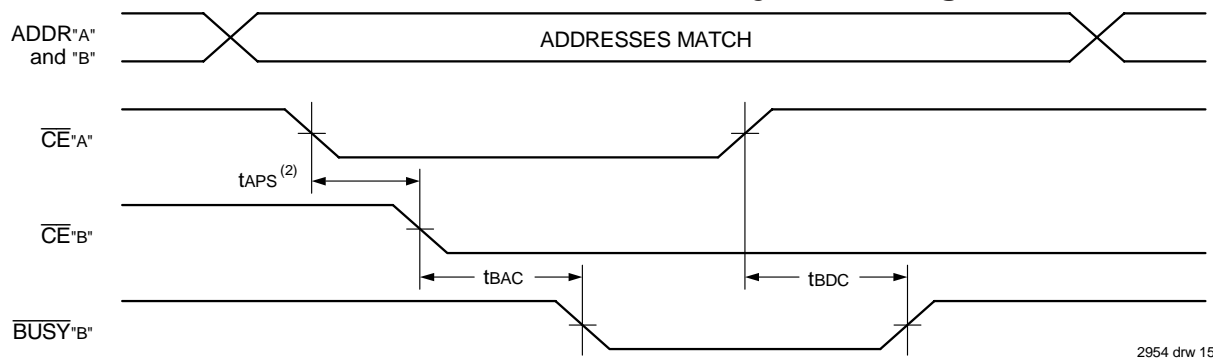 ADDR"A"
and "B"
ADDRESSES MATCH
CE"A"
tAPS (2)
CE"B"
tBAC
tBDC
BUSY"B"
2954 drw 15